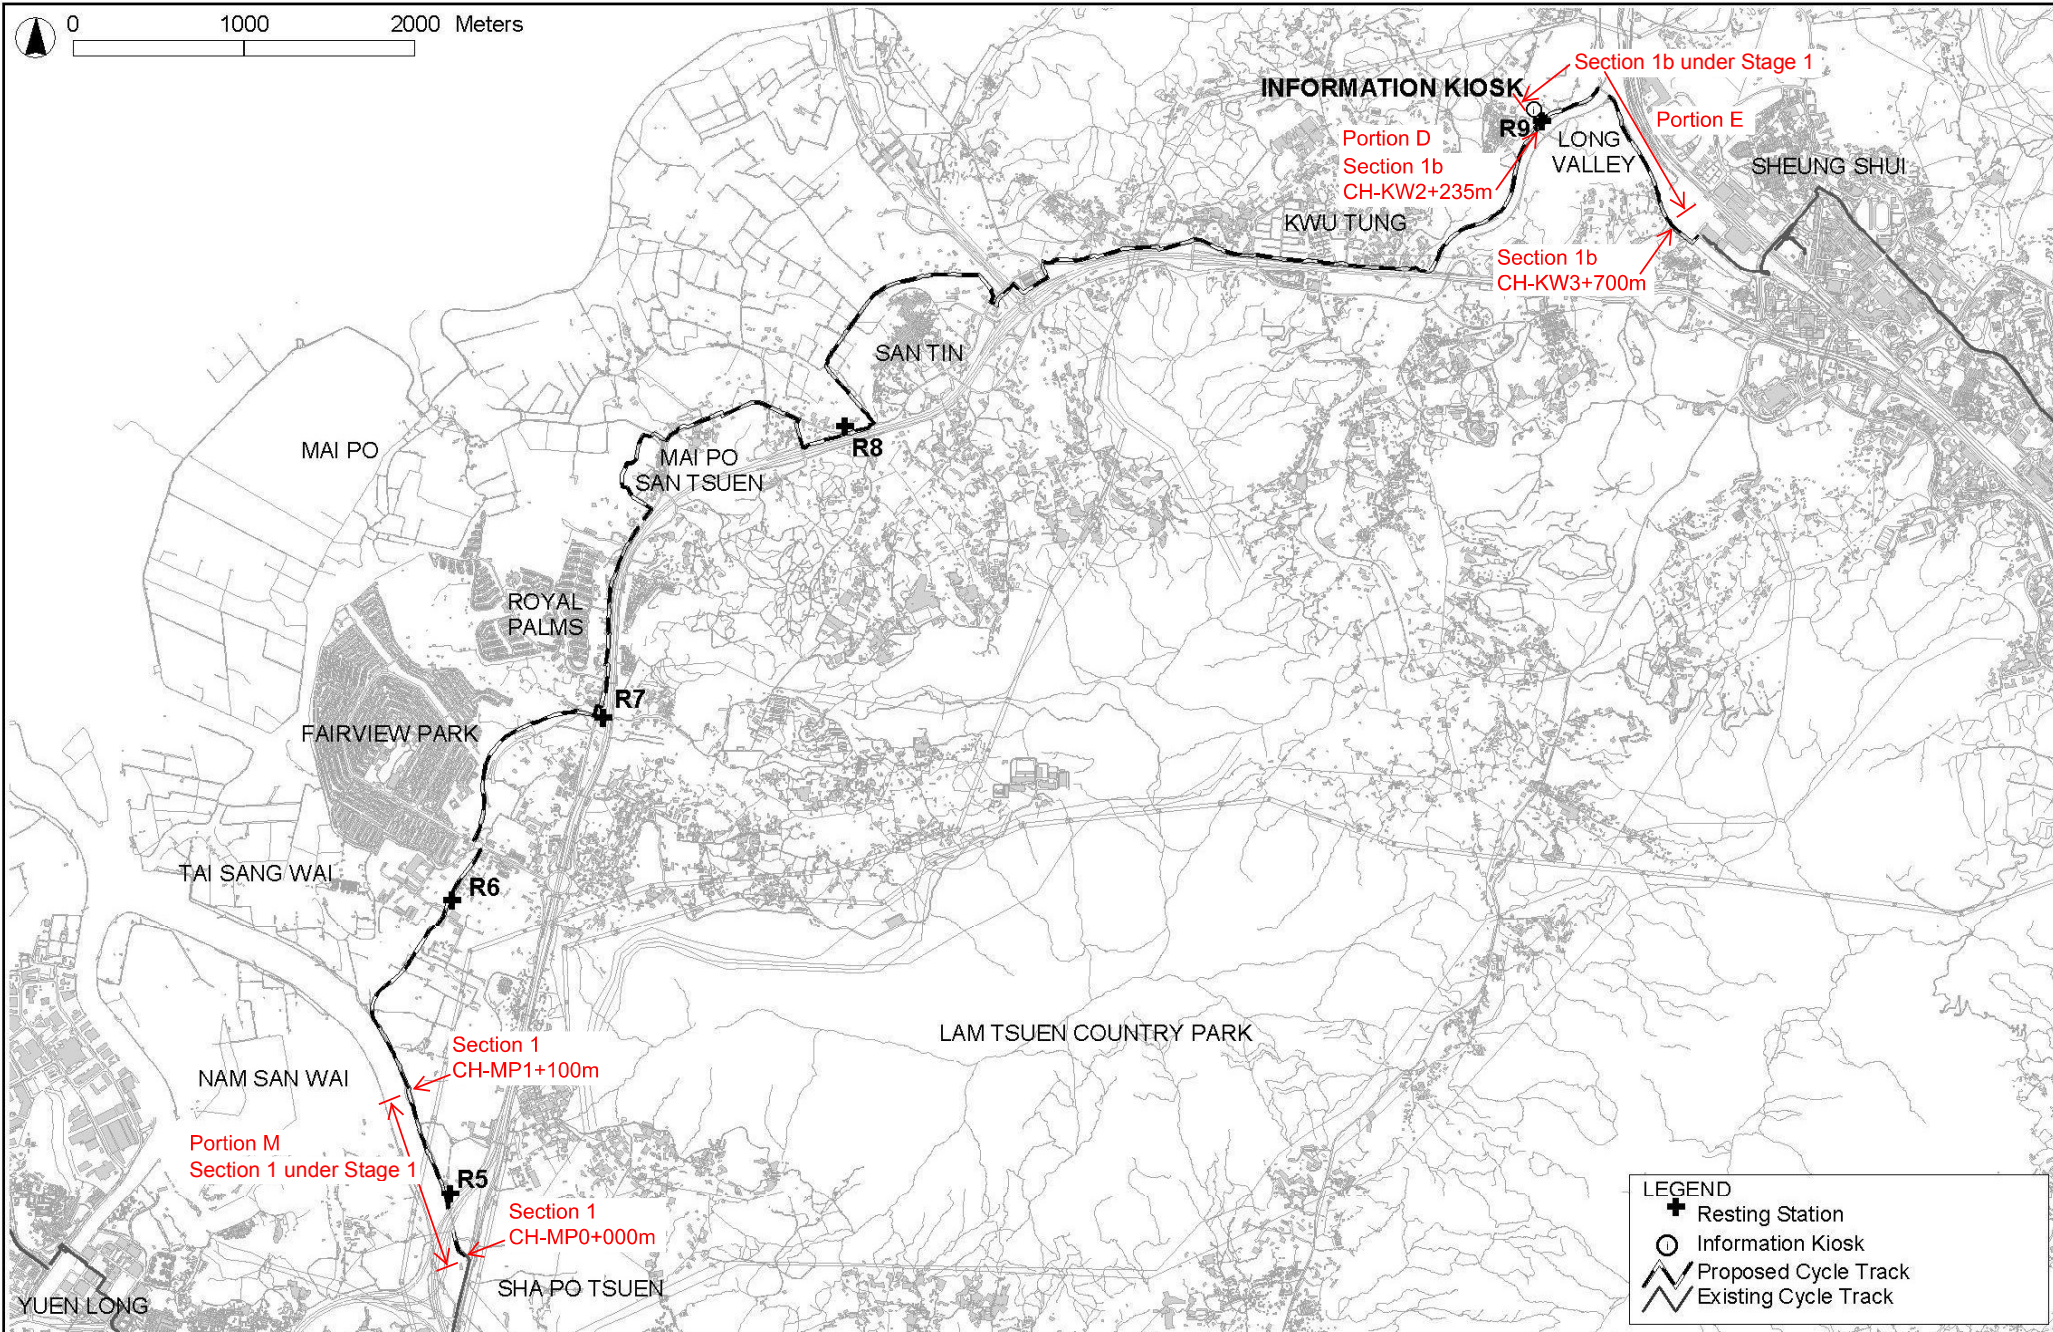 0 1000 2000 Meters
Section 1b under Stage 1
INFORMATION KIOSK
Portion E
R9
Portion D
Section 1b
CH-KW2+235m
LONG
VALLEY
SHEUNG SHUI
KWU TUNG
Section 1b
CH-KW3+700m
SAN TIN
MAI PO
R8
MAI PO
SAN TSUEN
ROYAL
PALMS
R7
FAIRVIEW PARK
TAI SANG WAI
R6
LAM TSUEN COUNTRY PARK
Section 1
CH-MP1+100m
NAM SAN WAI
Portion M
Section 1 under Stage 1
R5
Section 1
CH-MP0+000m
SHA PO TSUEN
YUEN LONG
LEGEND
Resting Station
Information Kiosk
Proposed Cycle Track
Existing Cycle Track